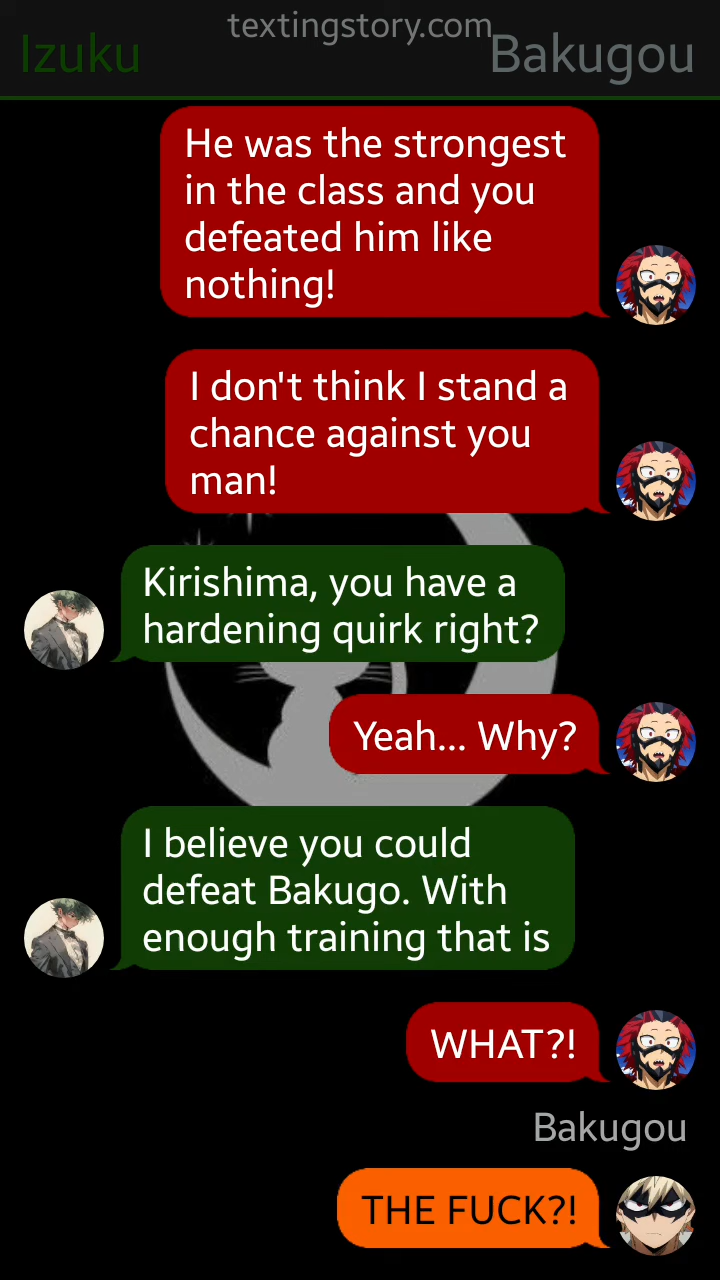 textingstory.com
Izuku
Bakugou
He was the strongest
in the class and you
defeated him like
nothing!
I don't think I stand a
chance against you
man!
Kirishima, you have a
hardening quirk right?
Yeah... Why?
I believe you could
defeat Bakugo. With
enough training that is
WHAT?!
Bakugou
THE FUCK?!